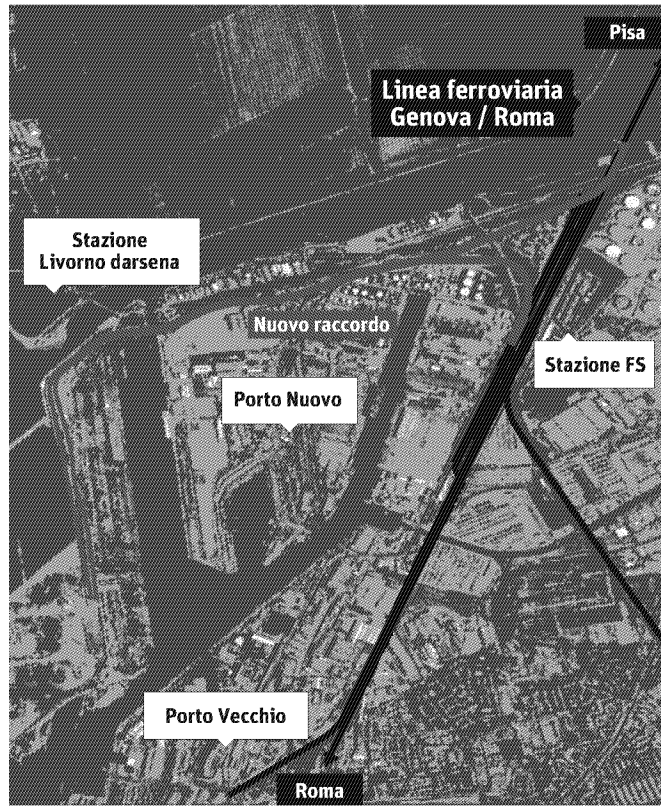 Pisa
Linea ferroviaria
Genova / Roma
Stazione
Livorno darsena
Nuovo raccordo
Stazione FS
Porto Nuovo
Porto Vecchio
Roma